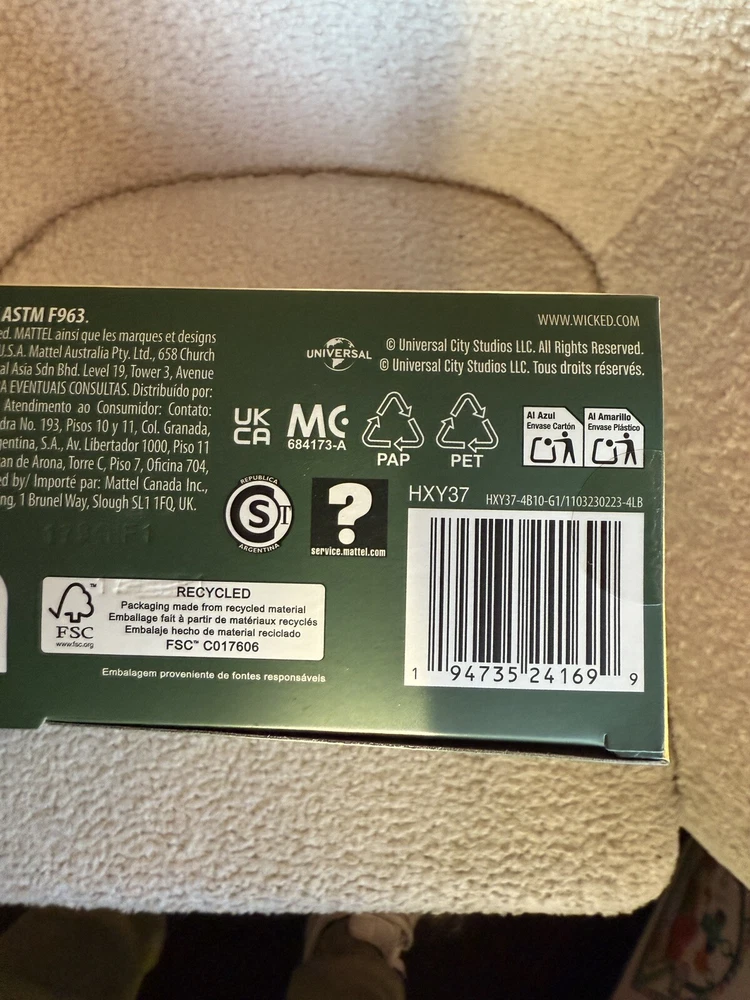 ASTM F963.
ed. MATTEL ainsi que les marques et designs
U.S.A. Mattel Australia Pty. Ltd., 658 Church
al Asia Sdn Bhd. Level 19, Tower 3, Avenue
A EVENTUAIS CONSULTAS. Distribuído por:
Atendimento ao Consumidor: Contato:
dra No. 193, Pisos 10 y 11, Col. Granada,
gentina, S.A., Av. Libertador 1000, Piso 11
an de Arona, Torre C, Piso 7, Oficina 704,
ed by/ Importé par: Mattel Canada Inc.,
ng, 1 Brunel Way, Slough SL1 1FQ, UK.
WWW.WICKED.COM
UNIVERSAL
© Universal City Studios LLC. All Rights Reserved.
© Universal City Studios LLC. Tous droits réservés.
UK
CA
MC
684173-A
PAP
PET
Al Azul
Envase Cartón
Al Amarillo
Envase Plástico
REPUBLICA
S
ARGENTINA
?
service.mattel.com
HXY37
HXY37-4B10-G1/1103230223-4LB
1 94735 24169 9
FSC™
www.fsc.org
RECYCLED
Packaging made from recycled material
Emballage fait à partir de matériaux recyclés
Embalaje hecho de material reciclado
FSC™ C017606
Embalagem proveniente de fontes responsáveis